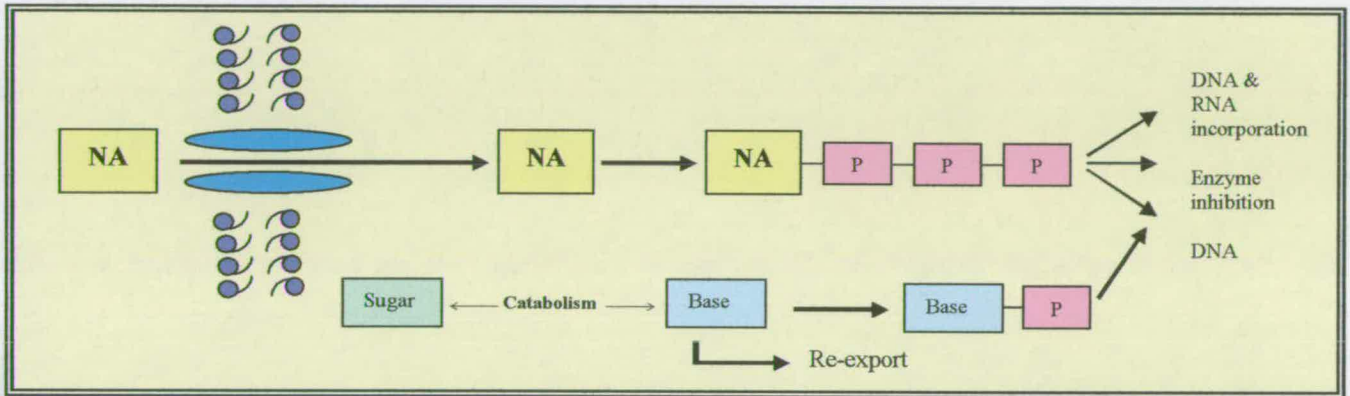 NA
NA
NA
P
P
P
DNA &
RNA
incorporation
Enzyme
inhibition
DNA
Sugar
Catabolism
Base
Base
P
Re-export